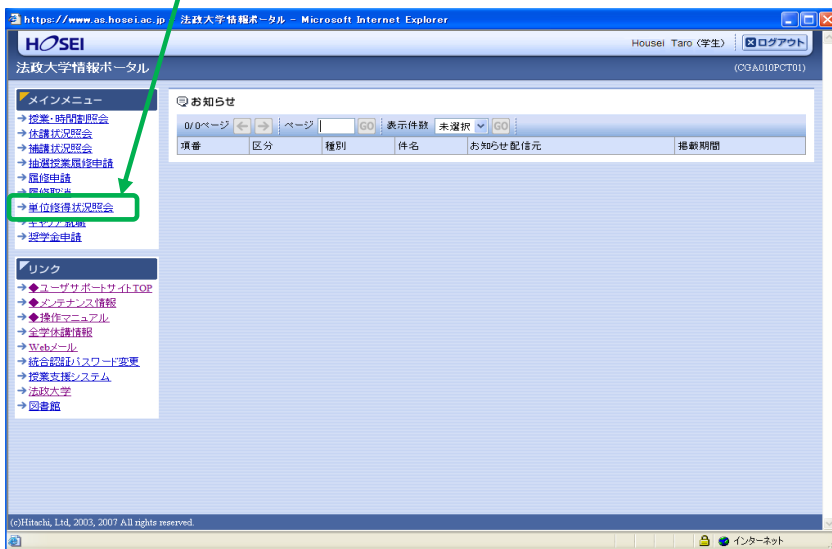 https://www.as.hosei.ac.jp 法政大学情報ポータル - Microsoft Internet Explorer
HOSEI
Housei Taro (学生) ログアウト
法政大学情報ポータル (CGA010PCT01)
メインメニュー
授業・時間割照会
休講状況照会
補講状況照会
抽選授業履修申請
履修申請
履修取消
単位修得状況照会
キャリア就職
奨学金申請
リンク
◆ユーザサポートサイトTOP
◆メンテナンス情報
◆操作マニュアル
全学休講情報
Webメール
統合認証パスワード変更
授業支援システム
法政大学
図書館
お知らせ
0/0ページ ページ GO 表示件数 未選択 GO
項番 区分 種別 件名 お知らせ配信元 掲載期間
(c)Hitachi, Ltd, 2003, 2007 All rights reserved.
インターネット